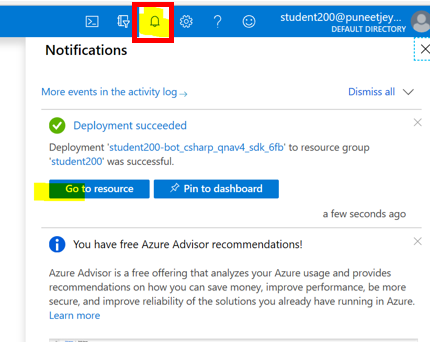 student200@puneetjey...
DEFAULT DIRECTORY
Notifications
More events in the activity log→
Dismiss all
Deployment succeeded
Deployment 'student200-bot_csharp_qnav4_sdk_6fb' to resource group
'student200' was successful.
Go to resource
Pin to dashboard
a few seconds ago
You have free Azure Advisor recommendations!
Azure Advisor is a free offering that analyzes your Azure usage and provides
recommendations on how you can save money, improve performance, be more
secure, and improve reliability of the solutions you already have running in Azure.
Learn more